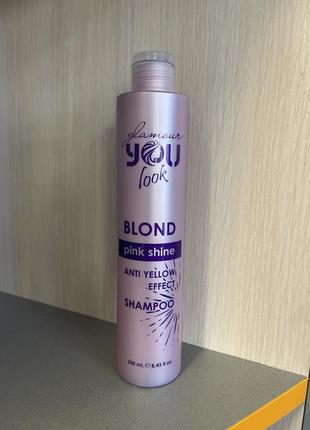 glamour
YOU
look
BLOND
pink shine
ANTI YELLOW
EFFECT
SHAMPOO
250 mL ℮ 8.45 fl.oz.